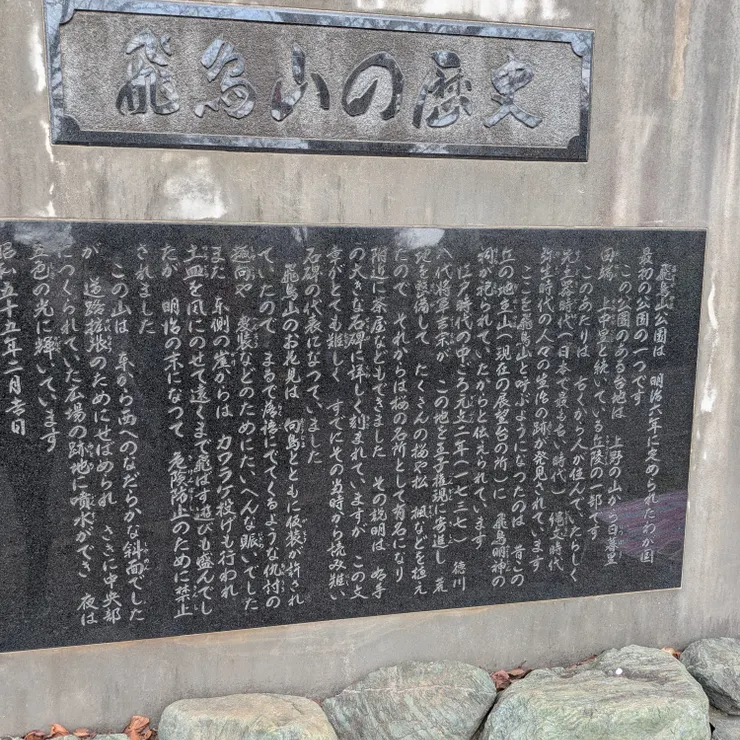 飛鳥山の歴史
飛鳥山公園は 明治六年に定められたわが国
最初の公園の一つです
この公園のある台地は 上野の山から日暮里
田端 上中里と続いている丘陵の一部です
このあたりは 古くから人が住んでいたらしく
先土器時代(日本で最も古い時代) 縄文時代
弥生時代の人々の生活の跡が発見されています
ここを飛鳥山と呼ぶようになったのは 昔この
丘の地主山(現在の展望台の所)に 飛鳥明神の
祠が祀られていたからと伝えられています
江戸時代の中ころ元文二年(一七三七) 徳川
八代将軍吉宗が この地を王子権現に寄進し 荒
地を整備して たくさんの桜や松 楓などを植え
たので それからは桜の名所として有名になり
附近に茶屋などもできました その説明は 右手
の大きな石碑に詳しく刻まれていますが この文
章がとても難しく すでにその当時から読み難い
石碑の代表になっていました
飛鳥山のお花見は 向島とともに仮装が許され
ていたので まるで芝居にでてくるような仇討の
趣向や 変装などのためにたいへんな賑いでした
また 東側の崖からは カワラケ投げも行われ
土皿を風にのせて遠くまで飛ばす遊びも盛んでし
たが 明治の末になって 危険防止のために禁止
されました
この山は 東から西へのなだらかな斜面でした
が 道路拡張のためにせばめられ さきに中央部
につくられていた広場の跡地に噴水ができ 夜は
五色の光に輝いています
昭和五十五年二月吉日